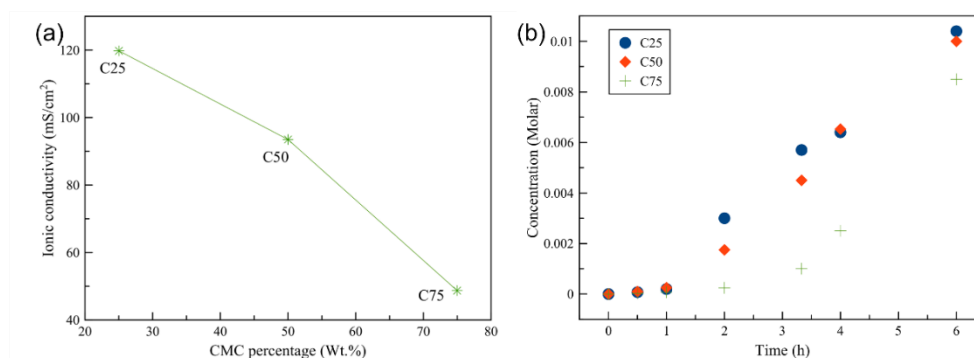 (a)
120
100
80
60
40
Ionic conductivity (mS/cm²)
C25
C50
C75
20 30 40 50 60 70 80
CMC percentage (Wt.%)
(b)
0.01
0.008
0.006
0.004
0.002
0
Concentration (Molar)
C25
C50
C75
0 1 2 3 4 5 6
Time (h)